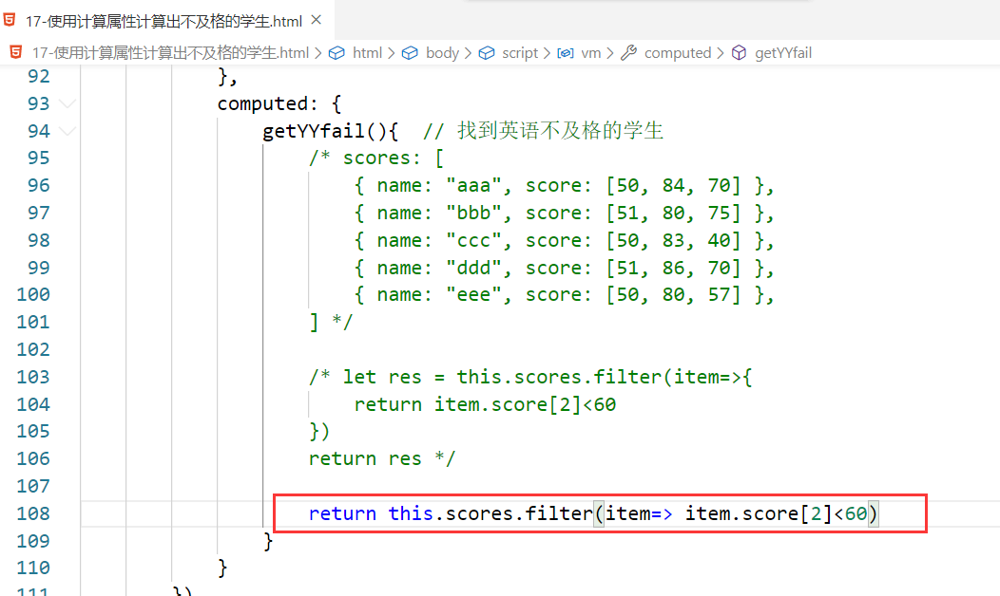 17-使用计算属性计算出不及格的学生.html ×
17-使用计算属性计算出不及格的学生.html > html > body > script > vm > computed > getYYfail
92 },
93 computed: {
94 getYYfail(){ // 找到英语不及格的学生
95 /* scores: [
96 { name: "aaa", score: [50, 84, 70] },
97 { name: "bbb", score: [51, 80, 75] },
98 { name: "ccc", score: [50, 83, 40] },
99 { name: "ddd", score: [51, 86, 70] },
100 { name: "eee", score: [50, 80, 57] },
101 ] */
102
103 /* let res = this.scores.filter(item=>{
104 return item.score[2]<60
105 })
106 return res */
107
108 return this.scores.filter(item=> item.score[2]<60)
109 }
110 }
111 })